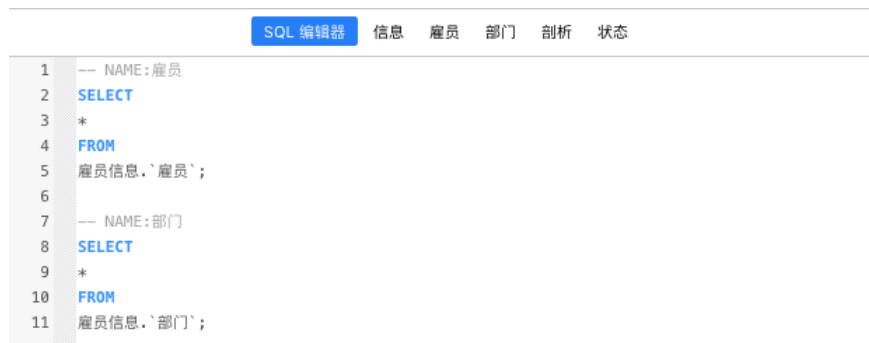 SQL 编辑器 信息 雇员 部门 剖析 状态
1 -- NAME:雇员
2 SELECT
3 *
4 FROM
5 雇员信息.`雇员`;
6
7 -- NAME:部门
8 SELECT
9 *
10 FROM
11 雇员信息.`部门`;